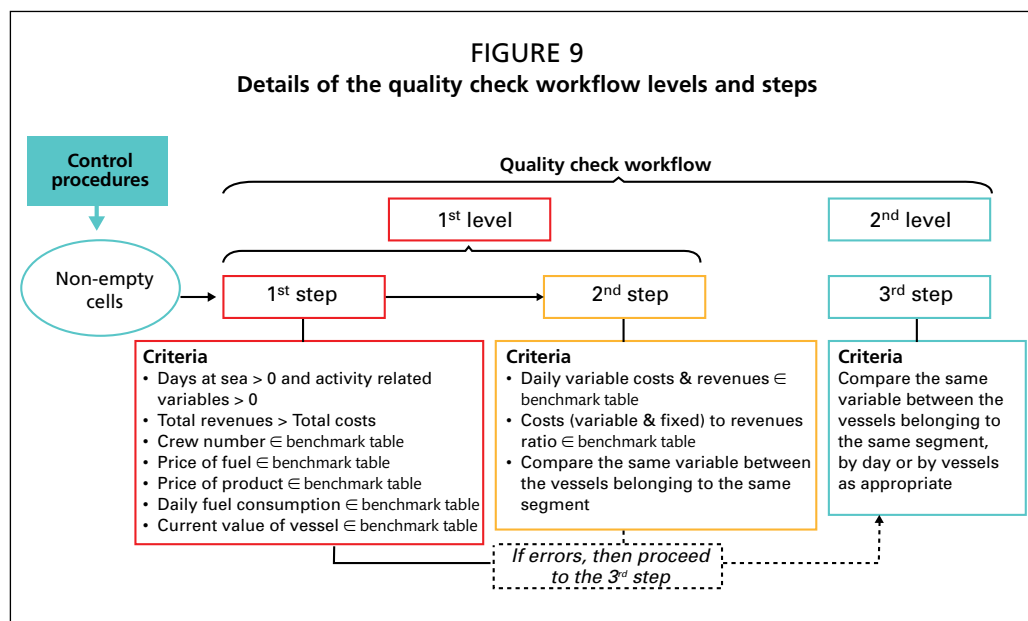 FIGURE 9
Details of the quality check workflow levels and steps
Control
procedures
Quality check workflow
1st level
2nd level
Non-empty
cells
1st step
2nd step
3rd step
Criteria
• Days at sea > 0 and activity related
variables > 0
• Total revenues > Total costs
• Crew number ∈ benchmark table
• Price of fuel ∈ benchmark table
• Price of product ∈ benchmark table
• Daily fuel consumption ∈ benchmark table
• Current value of vessel ∈ benchmark table
Criteria
• Daily variable costs & revenues ∈
benchmark table
• Costs (variable & fixed) to revenues
ratio ∈ benchmark table
• Compare the same variable between
the vessels belonging to the same
segment
Criteria
Compare the same
variable between the
vessels belonging to
the same segment,
by day or by vessels
as appropriate
If errors, then proceed
to the 3rd step